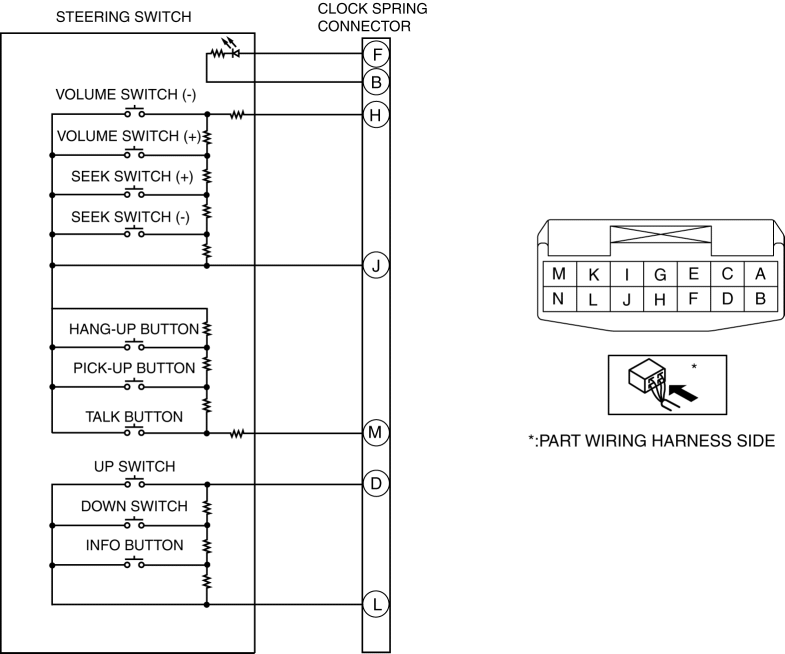 STEERING SWITCH
CLOCK SPRING
CONNECTOR
F
B
VOLUME SWITCH (-)
H
VOLUME SWITCH (+)
SEEK SWITCH (+)
SEEK SWITCH (-)
J
HANG-UP BUTTON
PICK-UP BUTTON
TALK BUTTON
M
UP SWITCH
D
DOWN SWITCH
INFO BUTTON
L
M K I G E C A
N L J H F D B
*
*:PART WIRING HARNESS SIDE